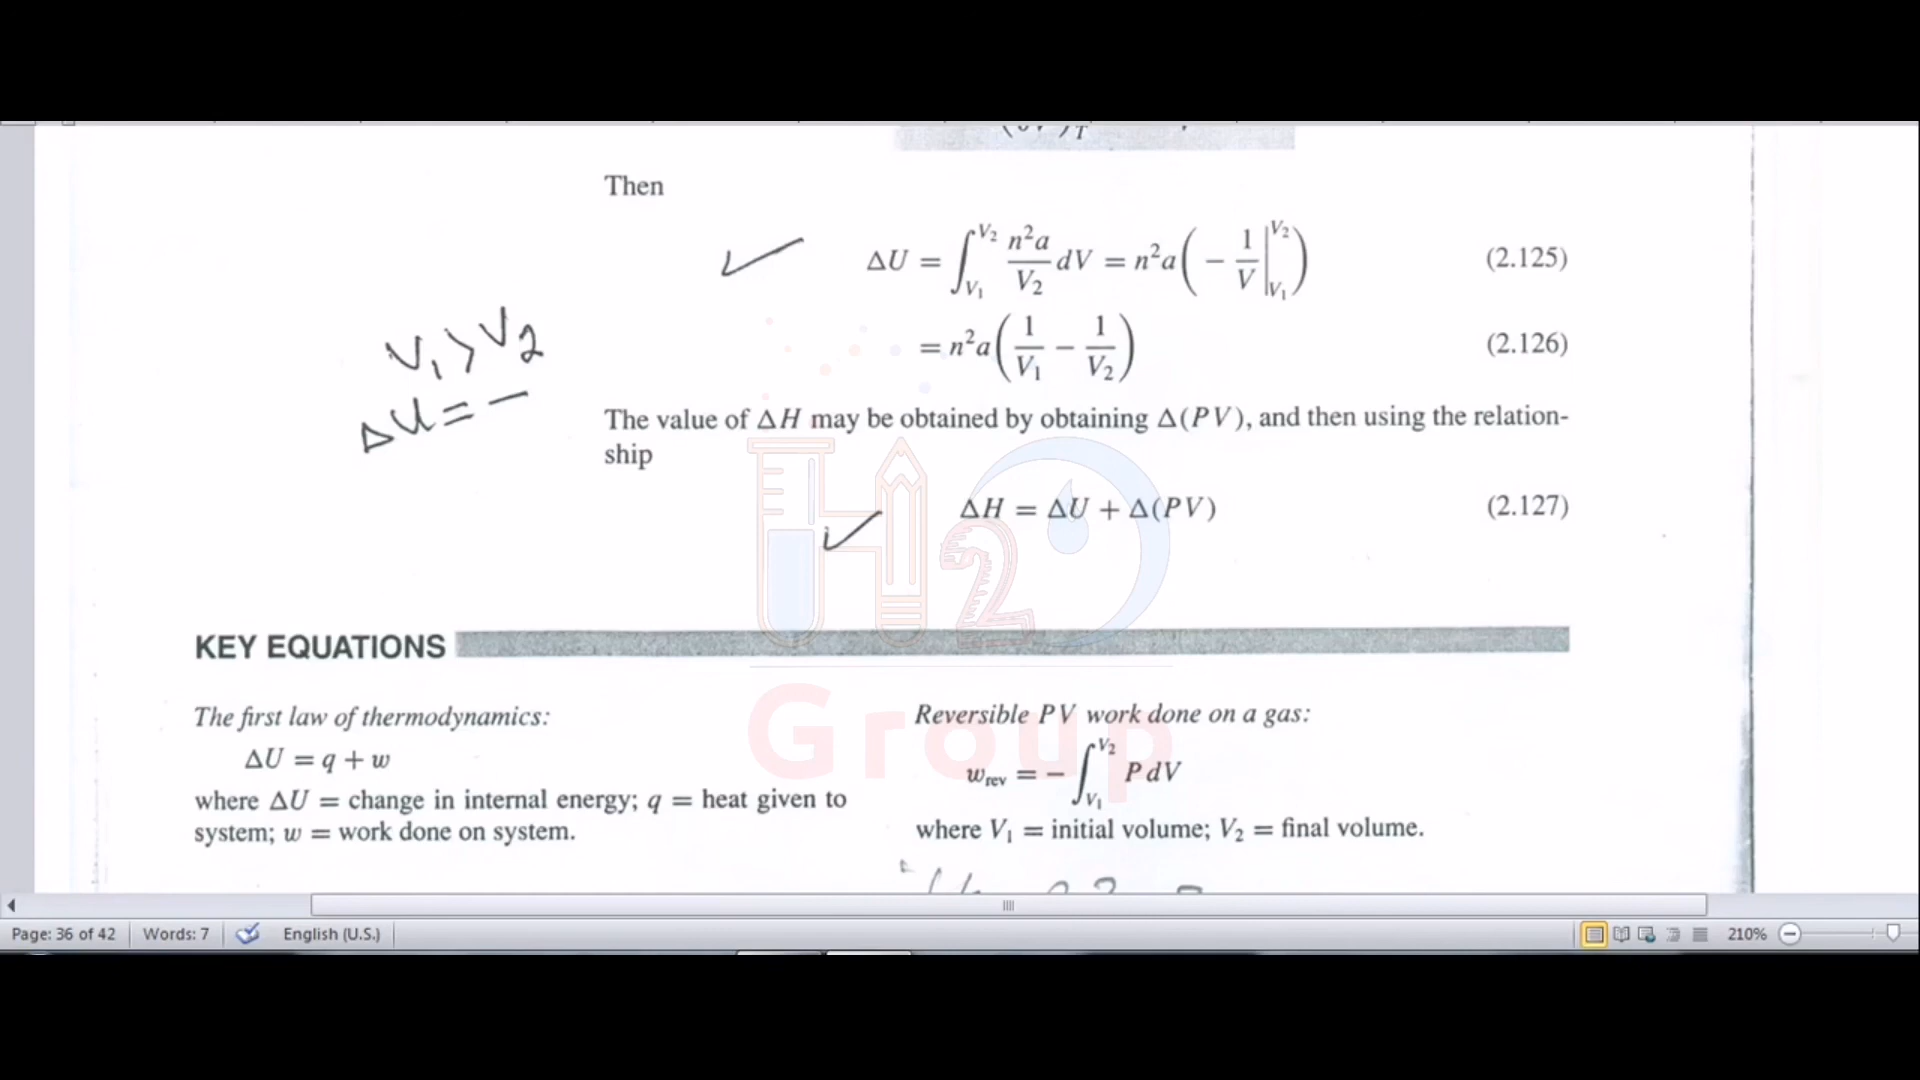 Then
ΔU = ∫_{V₁}^{V₂} n²a/V₂ dV = n²a(− 1/V |_{V₁}^{V₂}) (2.125)
V₁ > V₂
= n²a(1/V₁ − 1/V₂) (2.126)
ΔU = −
The value of ΔH may be obtained by obtaining Δ(PV), and then using the relation-
ship
ΔH = ΔU + Δ(PV) (2.127)
H2O
Group
KEY EQUATIONS
The first law of thermodynamics:
ΔU = q + w
where ΔU = change in internal energy; q = heat given to
system; w = work done on system.
Reversible PV work done on a gas:
w_rev = − ∫_{V₁}^{V₂} P dV
where V₁ = initial volume; V₂ = final volume.
Page: 36 of 42 Words: 7 English (U.S.) 210%